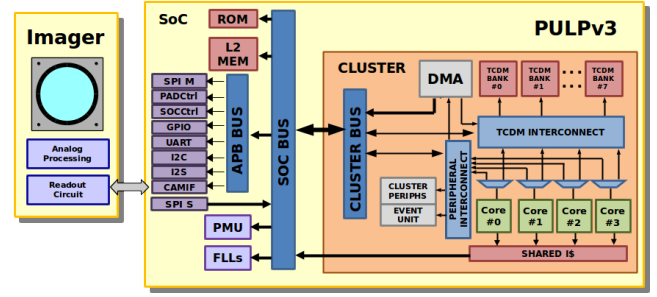 Imager
Analog
Processing
Readout
Circuit
SoC
PULPv3
ROM
L2
MEM
SPI M
PADCtrl
SOCCtrl
GPIO
UART
I2C
I2S
CAMIF
SPI S
APB BUS
PMU
FLLs
SOC BUS
CLUSTER
CLUSTER BUS
DMA
TCDM
BANK
#0
TCDM
BANK
#1
TCDM
BANK
#7
TCDM INTERCONNECT
PERIPHERAL
INTERCONNECT
CLUSTER
PERIPHS
EVENT
UNIT
Core
#0
Core
#1
Core
#2
Core
#3
SHARED I$